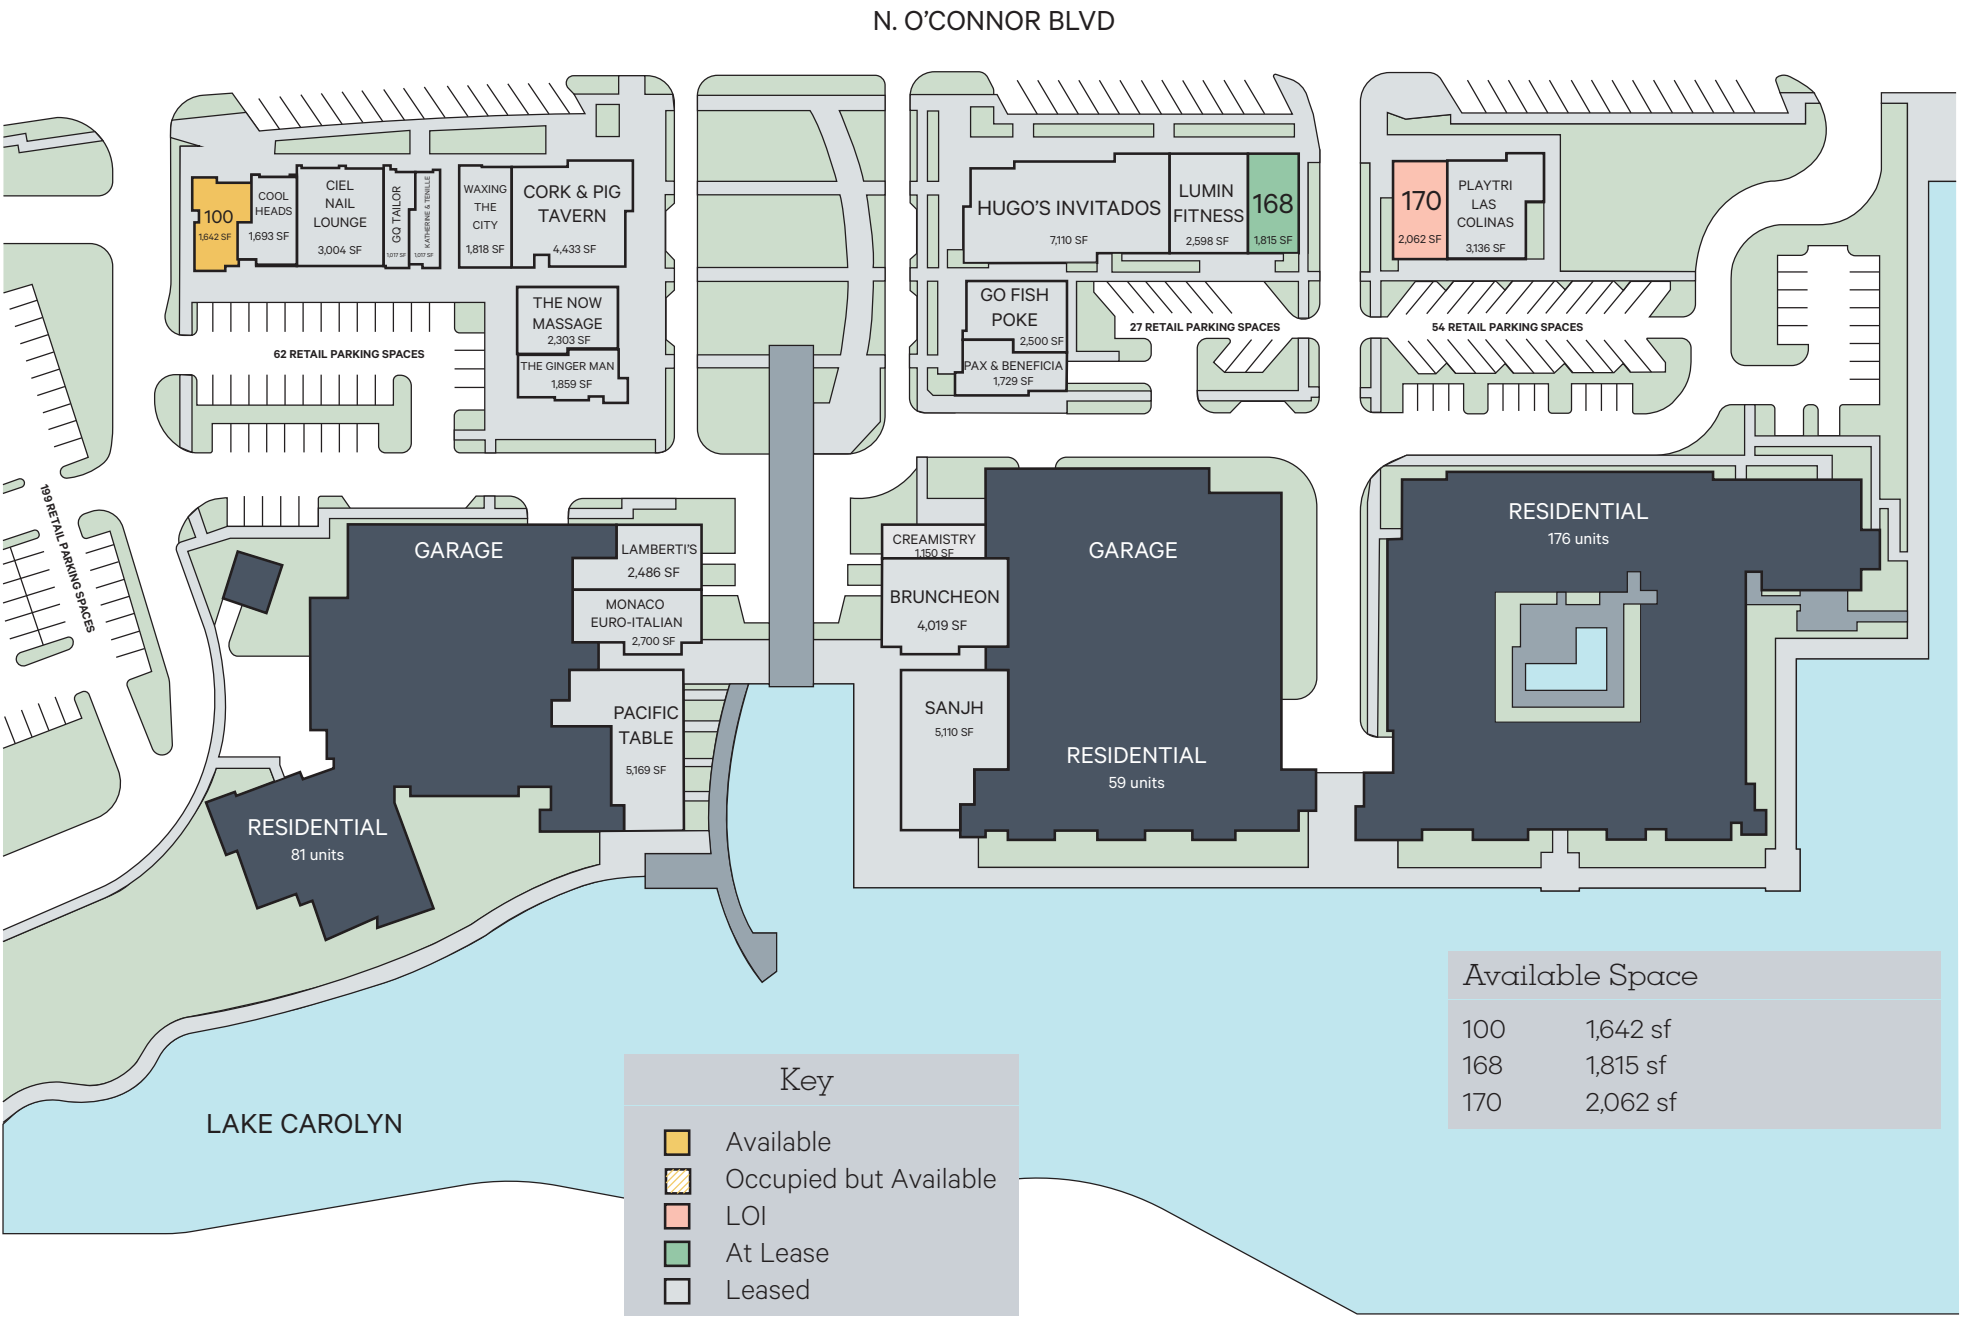 N. O'CONNOR BLVD
100
1,642 SF
COOL
HEADS
1,693 SF
CIEL
NAIL
LOUNGE
3,004 SF
GQ TAILOR
1,017 SF
KATHERINE & TENILLE
1,017 SF
WAXING
THE
CITY
1,818 SF
CORK & PIG
TAVERN
4,433 SF
HUGO'S INVITADOS
7,110 SF
LUMIN
FITNESS
2,598 SF
168
1,815 SF
170
2,062 SF
PLAYTRI
LAS
COLINAS
3,136 SF
THE NOW
MASSAGE
2,303 SF
THE GINGER MAN
1,859 SF
62 RETAIL PARKING SPACES
GO FISH
POKE
2,500 SF
PAX & BENEFICIA
1,729 SF
27 RETAIL PARKING SPACES
54 RETAIL PARKING SPACES
199 RETAIL PARKING SPACES
GARAGE
LAMBERTI'S
2,486 SF
MONACO
EURO-ITALIAN
2,700 SF
PACIFIC
TABLE
5,169 SF
RESIDENTIAL
81 units
CREAMISTRY
1,150 SF
BRUNCHEON
4,019 SF
SANJH
5,110 SF
GARAGE
RESIDENTIAL
59 units
RESIDENTIAL
176 units
LAKE CAROLYN
Available Space
100 1,642 sf
168 1,815 sf
170 2,062 sf
Key
Available
Occupied but Available
LOI
At Lease
Leased